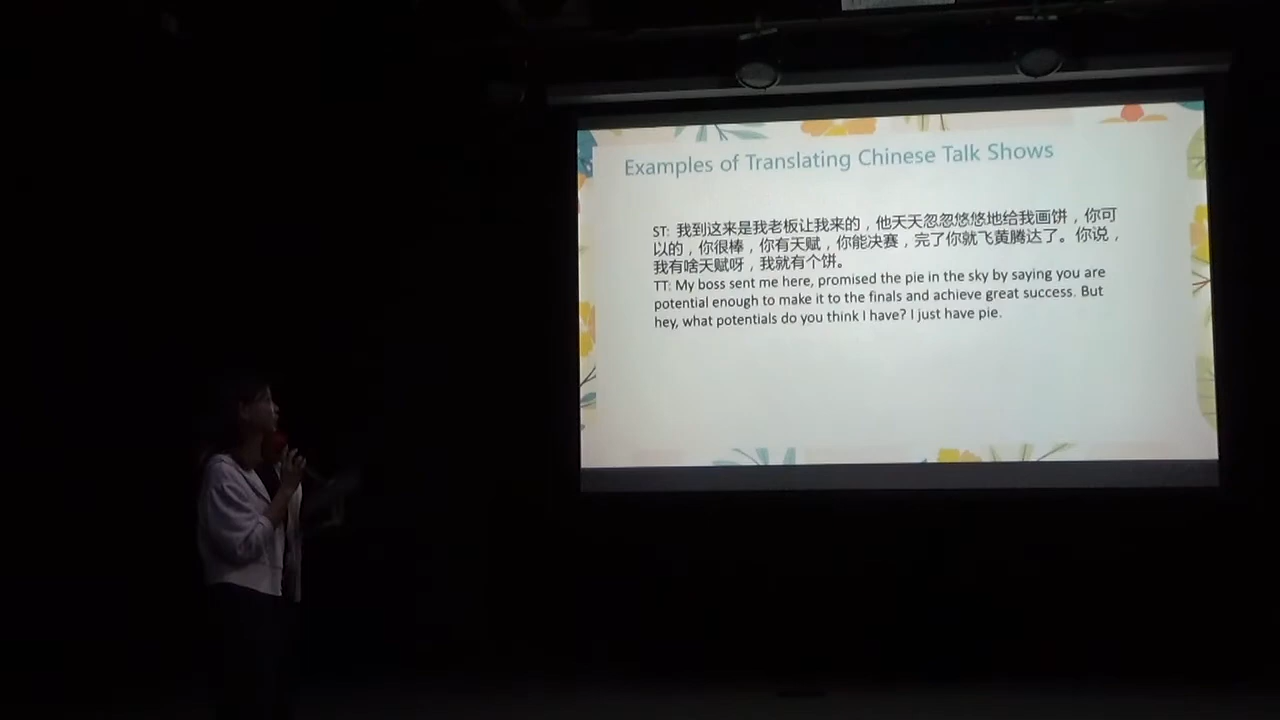 Examples of Translating Chinese Talk Shows
ST: 我到这来是我老板让我来的，他天天忽忽悠悠地给我画饼，你可
以的，你很棒，你有天赋，你能决赛，完了你就飞黄腾达了。你说，
我有啥天赋呀，我就有个饼。
TT: My boss sent me here, promised the pie in the sky by saying you are
potential enough to make it to the finals and achieve great success. But
hey, what potentials do you think I have? I just have pie.